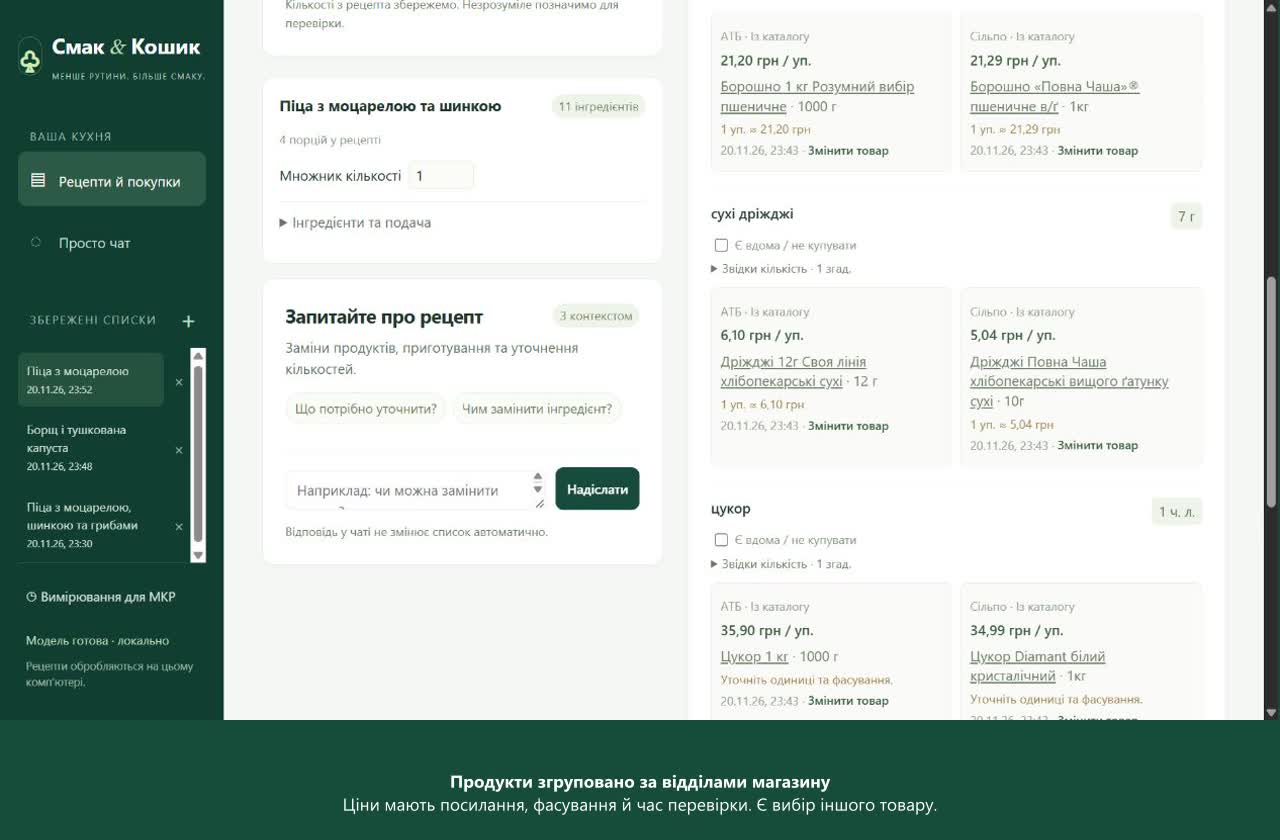 Смак & Кошик
МЕНШЕ РУТИНИ. БІЛЬШЕ СМАКУ.
ВАША КУХНЯ
Рецепти й покупки
Просто чат
ЗБЕРЕЖЕНІ СПИСКИ +
Піца з моцарелою
20.11.26, 23:52
×
Борщ і тушкована
капуста
20.11.26, 23:48
×
Піца з моцарелою,
шинкою та грибами
20.11.26, 23:30
×
Вимірювання для МКР
Модель готова · локально
Рецепти обробляються на цьому
комп'ютері.
Кількості з рецепта збережемо. Незрозуміле позначимо для
перевірки.
Піца з моцарелою та шинкою
11 інгредієнтів
4 порцій у рецепті
Множник кількості 1
Інгредієнти та подача
Запитайте про рецепт
З контекстом
Заміни продуктів, приготування та уточнення
кількостей.
Що потрібно уточнити?
Чим замінити інгредієнт?
Наприклад: чи можна замінити
Надіслати
Відповідь у чаті не змінює список автоматично.
АТБ · Із каталогу
21,20 грн / уп.
Борошно 1 кг Розумний вибір
пшеничне · 1000 г
1 уп. ≈ 21,20 грн
20.11.26, 23:43 · Змінити товар
Сільпо · Із каталогу
21,29 грн / уп.
Борошно «Повна Чаша»®
пшеничне в/ґ · 1кг
1 уп. ≈ 21,29 грн
20.11.26, 23:43 · Змінити товар
сухі дріжджі
7 г
Є вдома / не купувати
Звідки кількість · 1 згад.
АТБ · Із каталогу
6,10 грн / уп.
Дріжджі 12г Своя лінія
хлібопекарські сухі · 12 г
1 уп. ≈ 6,10 грн
20.11.26, 23:43 · Змінити товар
Сільпо · Із каталогу
5,04 грн / уп.
Дріжджі Повна Чаша
хлібопекарські вищого ґатунку
сухі · 10г
1 уп. ≈ 5,04 грн
20.11.26, 23:43 · Змінити товар
цукор
1 ч. л.
Є вдома / не купувати
Звідки кількість · 1 згад.
АТБ · Із каталогу
35,90 грн / уп.
Цукор 1 кг · 1000 г
Уточніть одиниці та фасування.
20.11.26, 23:43 · Змінити товар
Сільпо · Із каталогу
34,99 грн / уп.
Цукор Diamant білий
кристалічний · 1кг
Уточніть одиниці та фасування.
20.11.26, 23:43 · Змінити товар
Продукти згруповано за відділами магазину
Ціни мають посилання, фасування й час перевірки. Є вибір іншого товару.